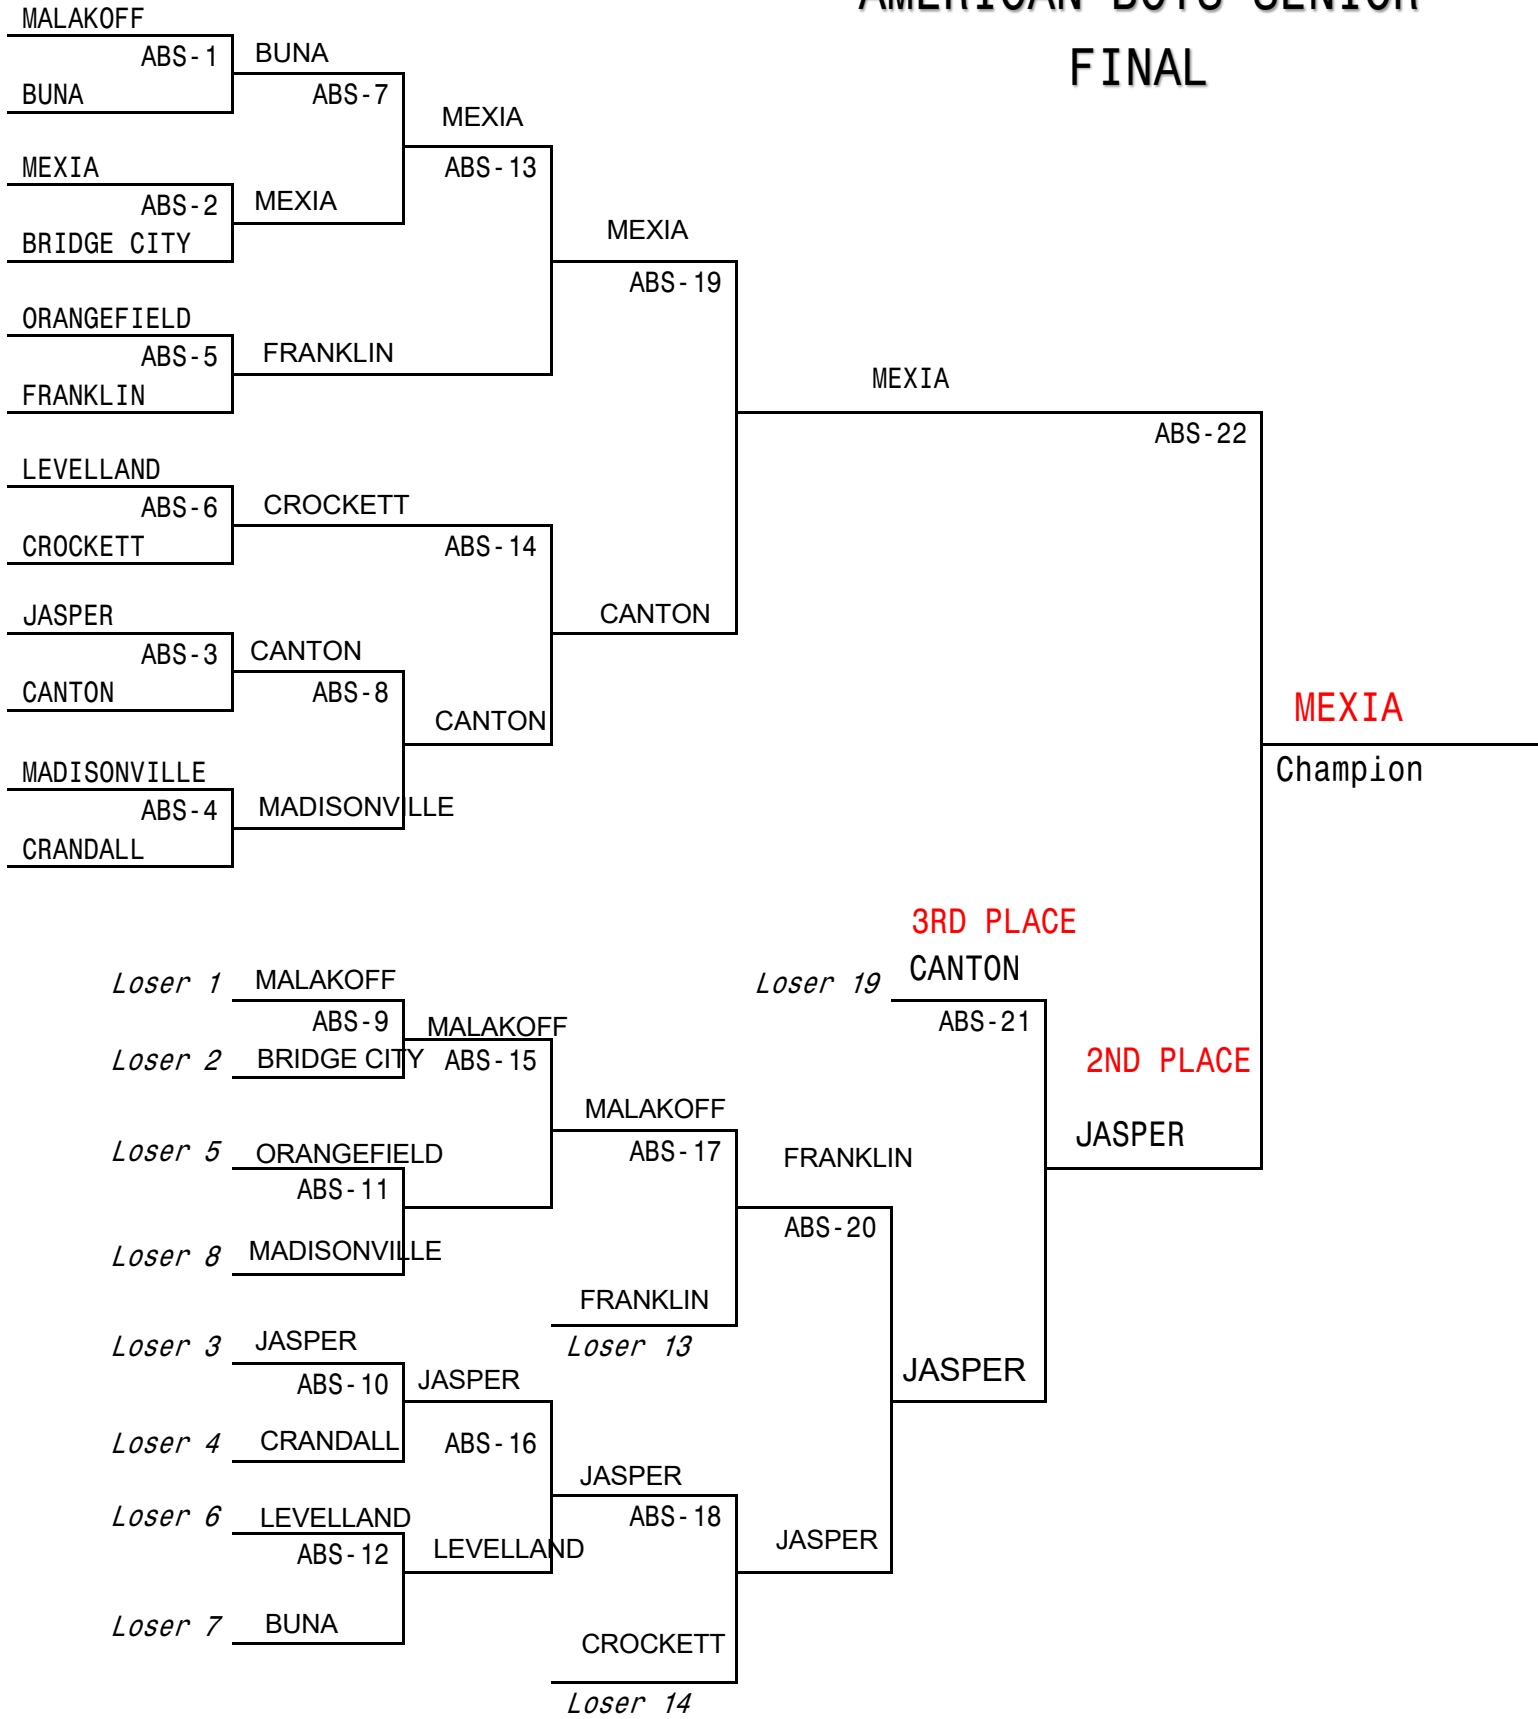 AMERICAN BOYS SENIOR
FINAL
MALAKOFF
ABS-1
BUNA
BUNA
ABS-7
MEXIA
ABS-13
MEXIA
ABS-2
MEXIA
BRIDGE CITY
MEXIA
ABS-19
ORANGEFIELD
ABS-5
FRANKLIN
FRANKLIN
MEXIA
ABS-22
LEVELLAND
ABS-6
CROCKETT
CROCKETT
ABS-14
CANTON
JASPER
ABS-3
CANTON
CANTON
ABS-8
CANTON
MADISONVILLE
ABS-4
MADISONVILLE
CRANDALL
MEXIA
Champion
3RD PLACE
Loser 19
CANTON
ABS-21
2ND PLACE
JASPER
Loser 1
MALAKOFF
ABS-9
MALAKOFF
Loser 2
BRIDGE CITY
ABS-15
MALAKOFF
Loser 5
ORANGEFIELD
ABS-11
ABS-17
FRANKLIN
ABS-20
Loser 8
MADISONVILLE
FRANKLIN
Loser 13
Loser 3
JASPER
ABS-10
JASPER
JASPER
Loser 4
CRANDALL
ABS-16
JASPER
Loser 6
LEVELLAND
ABS-18
ABS-12
LEVELLAND
JASPER
Loser 7
BUNA
CROCKETT
Loser 14